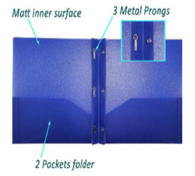 Matt inner surface
3 Metal Prongs
2 Pockets folder